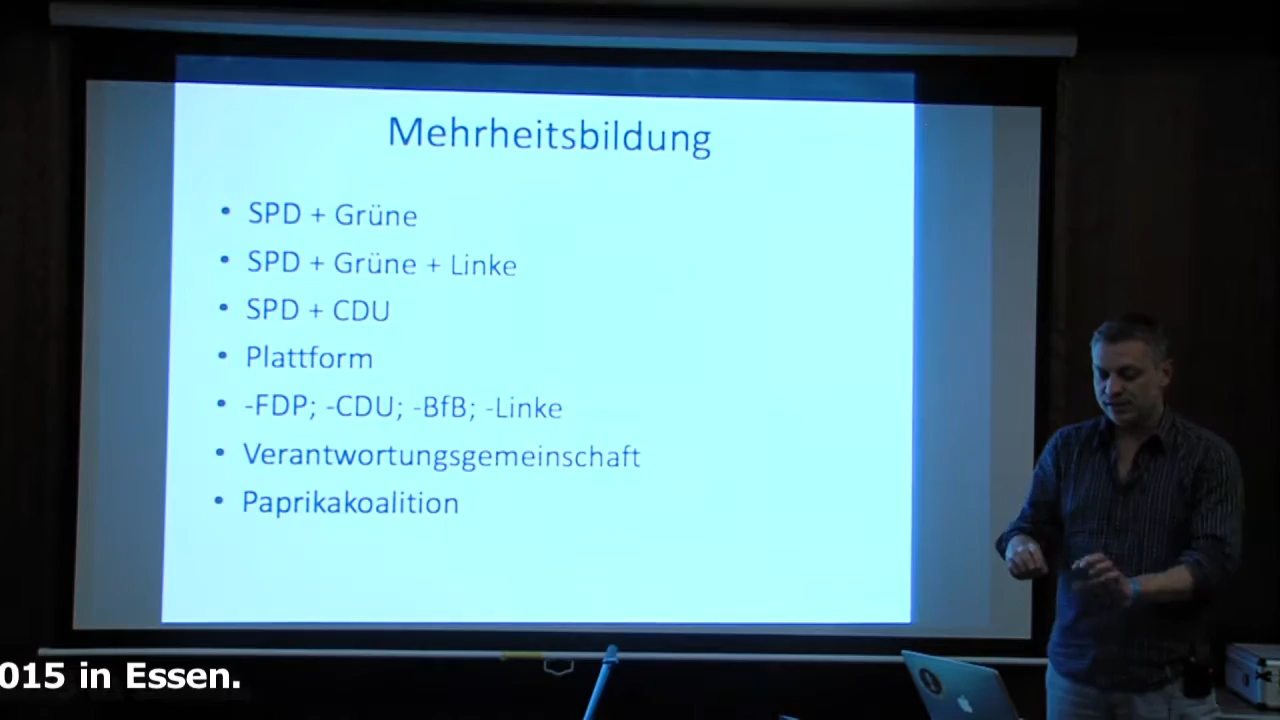 Mehrheitsbildung
• SPD + Grüne
• SPD + Grüne + Linke
• SPD + CDU
• Plattform
• -FDP; -CDU; -BfB; -Linke
• Verantwortungsgemeinschaft
• Paprikakoalition
015 in Essen.